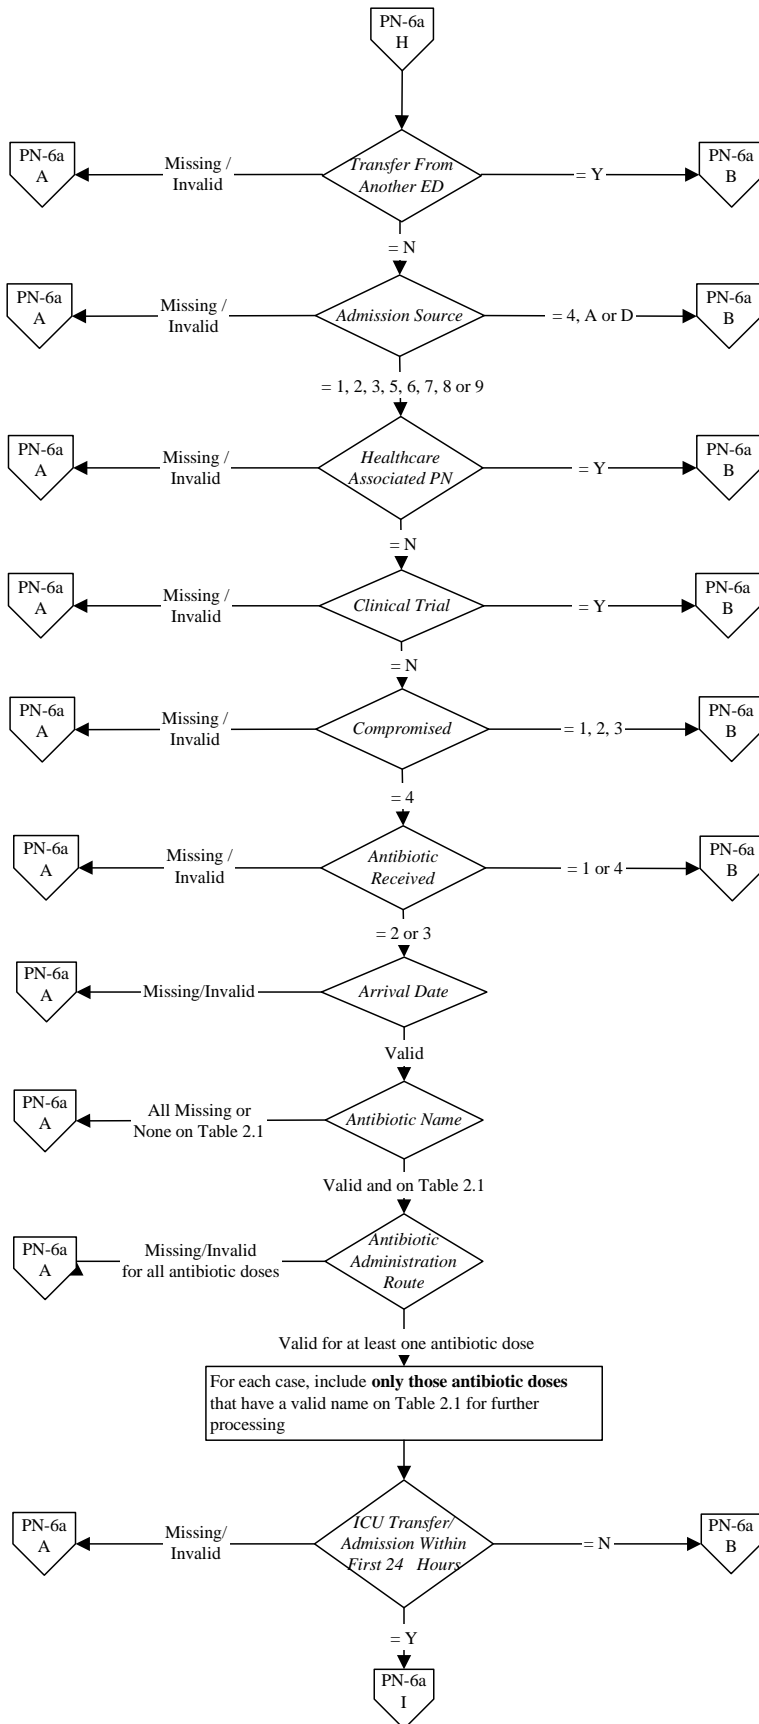 PN-6a
H
PN-6a
A
Missing /
Invalid
Transfer From
Another ED
= Y
PN-6a
B
= N
PN-6a
A
Missing /
Invalid
Admission Source
= 4, A or D
PN-6a
B
= 1, 2, 3, 5, 6, 7, 8 or 9
PN-6a
A
Missing /
Invalid
Healthcare
Associated PN
= Y
PN-6a
B
= N
PN-6a
A
Missing /
Invalid
Clinical Trial
= Y
PN-6a
B
= N
PN-6a
A
Missing /
Invalid
Compromised
= 1, 2, 3
PN-6a
B
= 4
PN-6a
A
Missing /
Invalid
Antibiotic
Received
= 1 or 4
PN-6a
B
= 2 or 3
PN-6a
A
Missing/Invalid
Arrival Date
Valid
PN-6a
A
All Missing or
None on Table 2.1
Antibiotic Name
Valid and on Table 2.1
PN-6a
A
Missing/Invalid
for all antibiotic doses
Antibiotic
Administration
Route
Valid for at least one antibiotic dose
For each case, include only those antibiotic doses
that have a valid name on Table 2.1 for further
processing
PN-6a
A
Missing/
Invalid
ICU Transfer/
Admission Within
First 24 Hours
= N
PN-6a
B
= Y
PN-6a
I